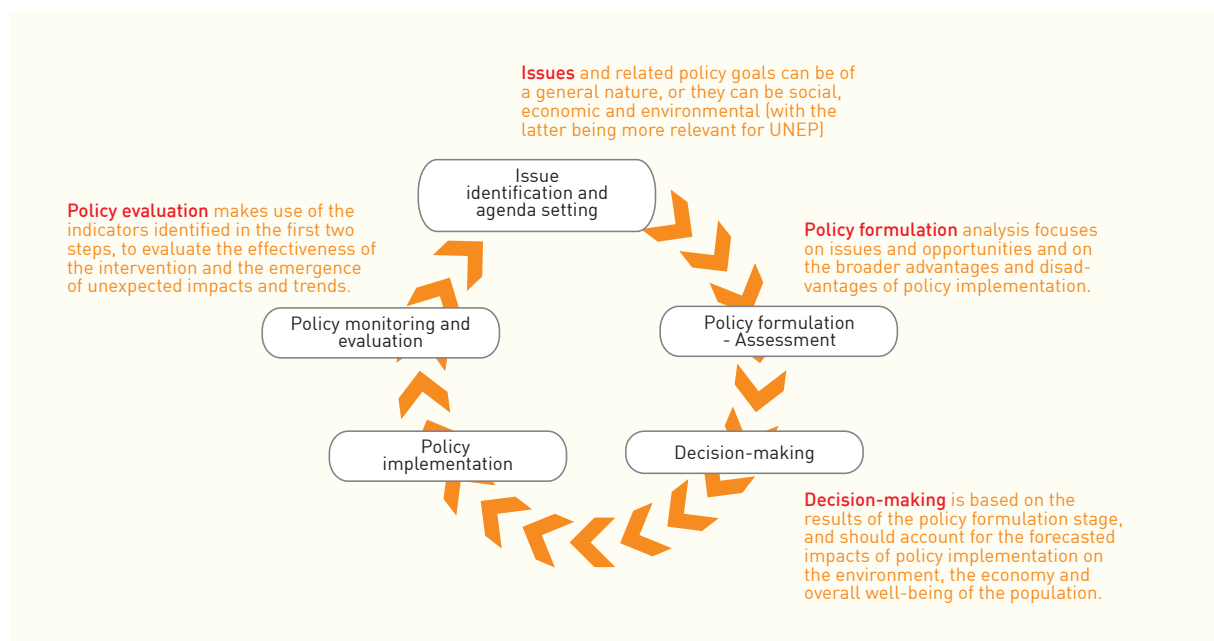 Issues and related policy goals can be of
a general nature, or they can be social,
economic and environmental (with the
latter being more relevant for UNEP)
Issue
identification and
agenda setting
Policy evaluation makes use of the
indicators identified in the first two
steps, to evaluate the effectiveness of
the intervention and the emergence
of unexpected impacts and trends.
Policy formulation analysis focuses
on issues and opportunities and on
the broader advantages and disad-
vantages of policy implementation.
Policy monitoring and
evaluation
Policy formulation
- Assessment
Policy
implementation
Decision-making
Decision-making is based on the
results of the policy formulation stage,
and should account for the forecasted
impacts of policy implementation on
the environment, the economy and
overall well-being of the population.